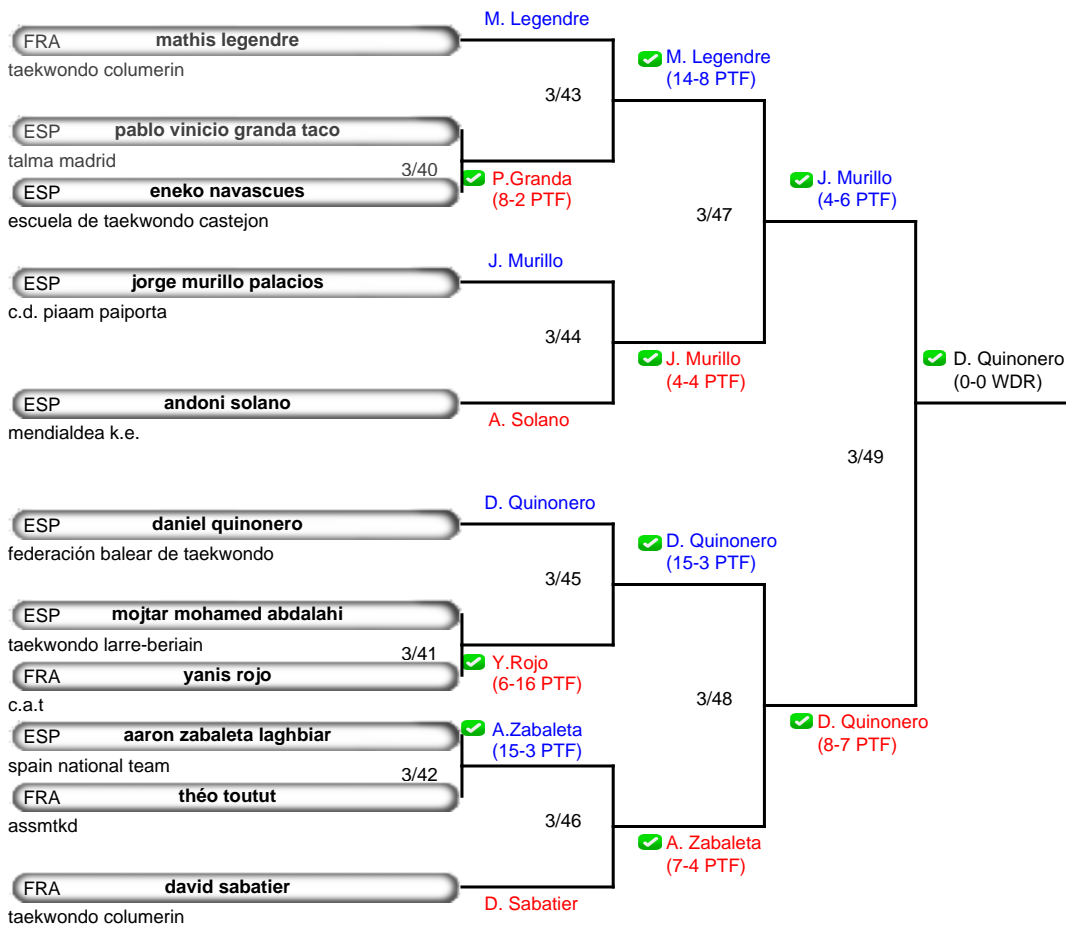 M. Legendre
FRA mathis legendre
taekwondo columerin
M. Legendre
(14-8 PTF)
3/43
ESP pablo vinicio granda taco
talma madrid
3/40
P.Granda
(8-2 PTF)
ESP eneko navascues
escuela de taekwondo castejon
J. Murillo
(4-6 PTF)
3/47
J. Murillo
ESP jorge murillo palacios
c.d. piaam paiporta
3/44
J. Murillo
(4-4 PTF)
D. Quinonero
(0-0 WDR)
ESP andoni solano
mendialdea k.e.
A. Solano
3/49
D. Quinonero
ESP daniel quinonero
federación balear de taekwondo
D. Quinonero
(15-3 PTF)
3/45
ESP mojtar mohamed abdalahi
taekwondo larre-beriain
3/41
Y.Rojo
(6-16 PTF)
FRA yanis rojo
c.a.t
3/48
D. Quinonero
(8-7 PTF)
ESP aaron zabaleta laghbiar
spain national team
A.Zabaleta
(15-3 PTF)
3/42
FRA théo toutut
assmtkd
3/46
A. Zabaleta
(7-4 PTF)
FRA david sabatier
taekwondo columerin
D. Sabatier